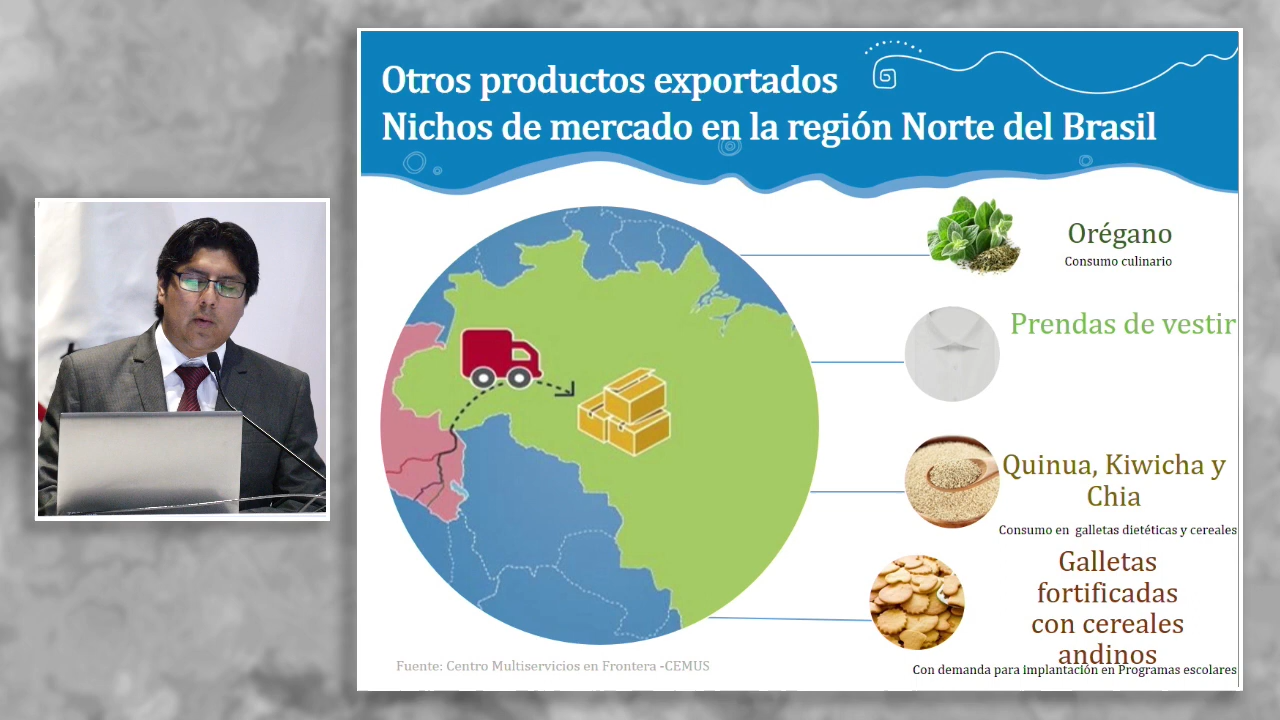 Otros productos exportados
Nichos de mercado en la región Norte del Brasil
Orégano
Consumo culinario
Prendas de vestir
Quinua, Kiwicha y
Chia
Consumo en galletas dietéticas y cereales
Galletas
fortificadas
con cereales
andinos
Con demanda para implantación en Programas escolares
Fuente: Centro Multiservicios en Frontera -CEMUS